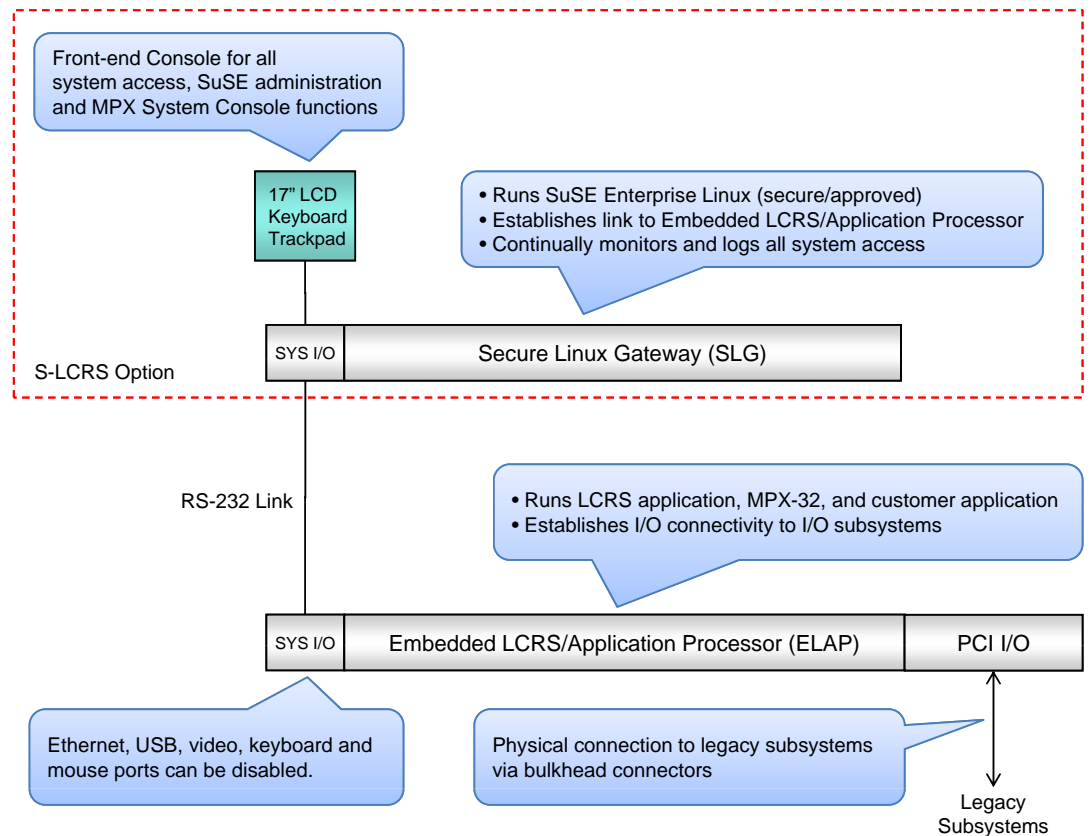 Front-end Console for all
system access, SuSE administration
and MPX System Console functions
17” LCD
Keyboard
Trackpad
• Runs SuSE Enterprise Linux (secure/approved)
• Establishes link to Embedded LCRS/Application Processor
• Continually monitors and logs all system access
SYS I/O
Secure Linux Gateway (SLG)
S-LCRS Option
RS-232 Link
• Runs LCRS application, MPX-32, and customer application
• Establishes I/O connectivity to I/O subsystems
SYS I/O
Embedded LCRS/Application Processor (ELAP)
PCI I/O
Ethernet, USB, video, keyboard and
mouse ports can be disabled.
Physical connection to legacy subsystems
via bulkhead connectors
Legacy
Subsystems